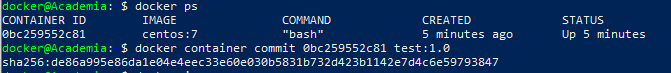 docker@Academia:~$ docker ps
CONTAINER ID IMAGE COMMAND CREATED STATUS
0bc259552c81 centos:7 "bash" 5 minutes ago Up 5 minutes
docker@Academia:~$ docker container commit 0bc259552c81 test:1.0
sha256:de86a995e86da1e04e4eec33e60e030b5831b732d423b1142e7d4c6e59793847